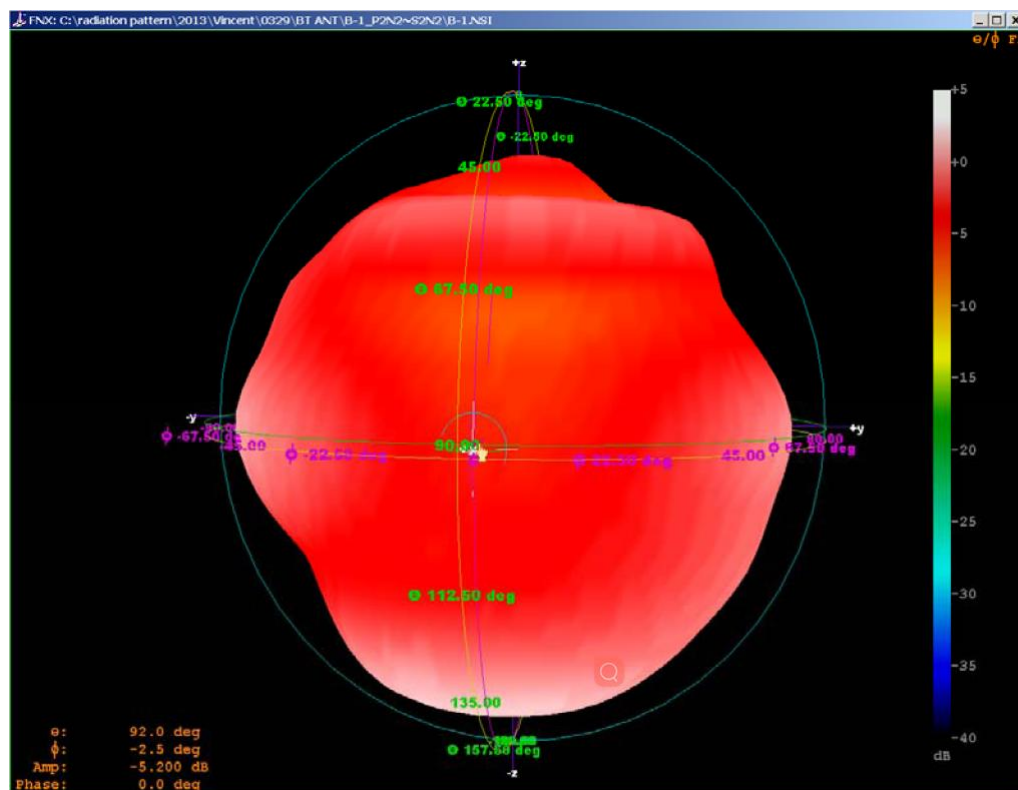 FNX: C:\radiation pattern\2013\Vincent\0329\BT ANT\B-1_P2N2~S2N2\B-1.NSI
θ/ϕ F
+z
+5
θ 22.50 deg
θ -22.50 deg
45.00
+0
-5
θ 67.50 deg
-10
-15
-y
+y
ϕ -67.50 de
-45.00
ϕ -22.50 deg
90.00
ϕ 22.50 deg
45.00
ϕ 67.50 deg
90.00
-20
-25
θ 112.50 deg
-30
-35
135.00
-40
θ 157.50 deg
-z
dB
θ: 92.0 deg
ϕ: -2.5 deg
Amp: -5.200 dB
Phase: 0.0 deg